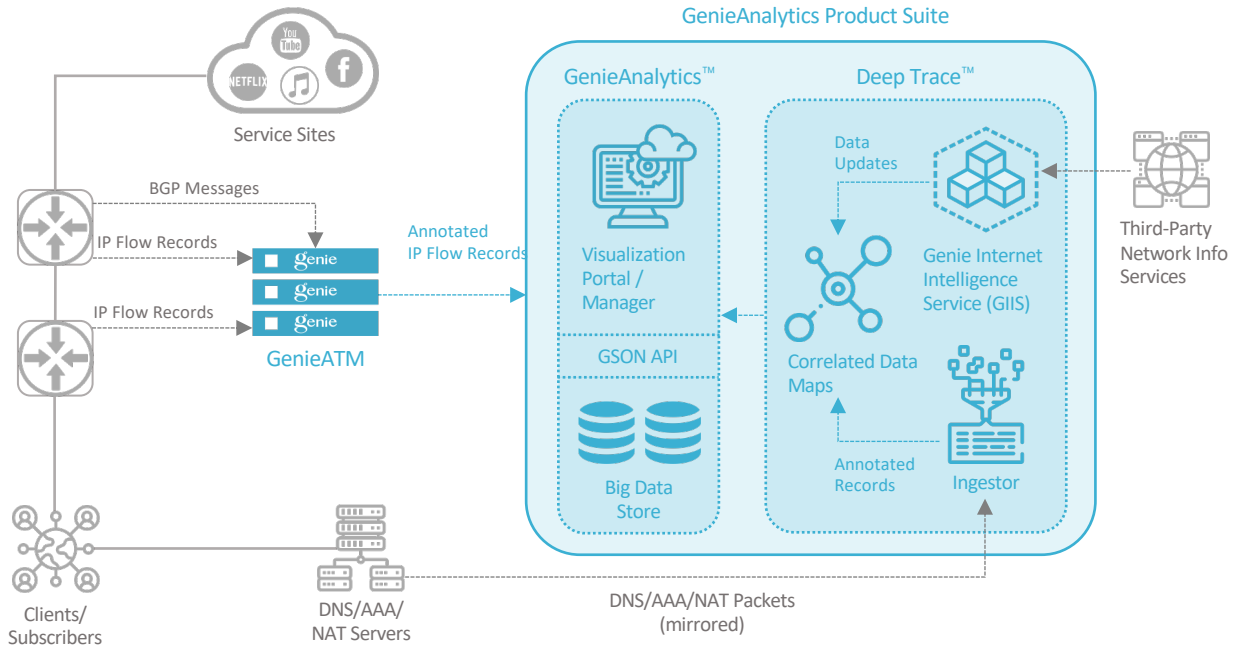 GenieAnalytics Product Suite
You
Tube
f
NETFLIX
Service Sites
GenieAnalytics™
Deep Trace™
BGP Messages
IP Flow Records
IP Flow Records
genie
genie
genie
GenieATM
Annotated
IP Flow Records
Visualization
Portal /
Manager
GSON API
Big Data
Store
Data
Updates
Genie Internet
Intelligence
Service (GIIS)
Correlated Data
Maps
Annotated
Records
Ingestor
Third-Party
Network Info
Services
Clients/
Subscribers
DNS/AAA/
NAT Servers
DNS/AAA/NAT Packets
(mirrored)